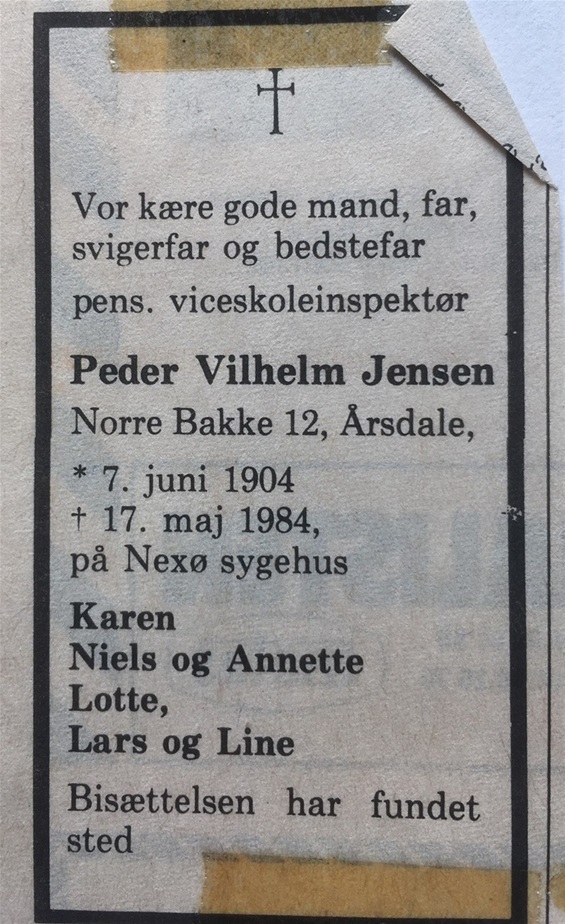 Vor kære gode mand, far,
svigerfar og bedstefar
pens. viceskoleinspektør
Peder Vilhelm Jensen
Norre Bakke 12, Årsdale,
* 7. juni 1904
† 17. maj 1984,
på Nexø sygehus
Karen
Niels og Annette
Lotte,
Lars og Line
Bisættelsen har fundet
sted